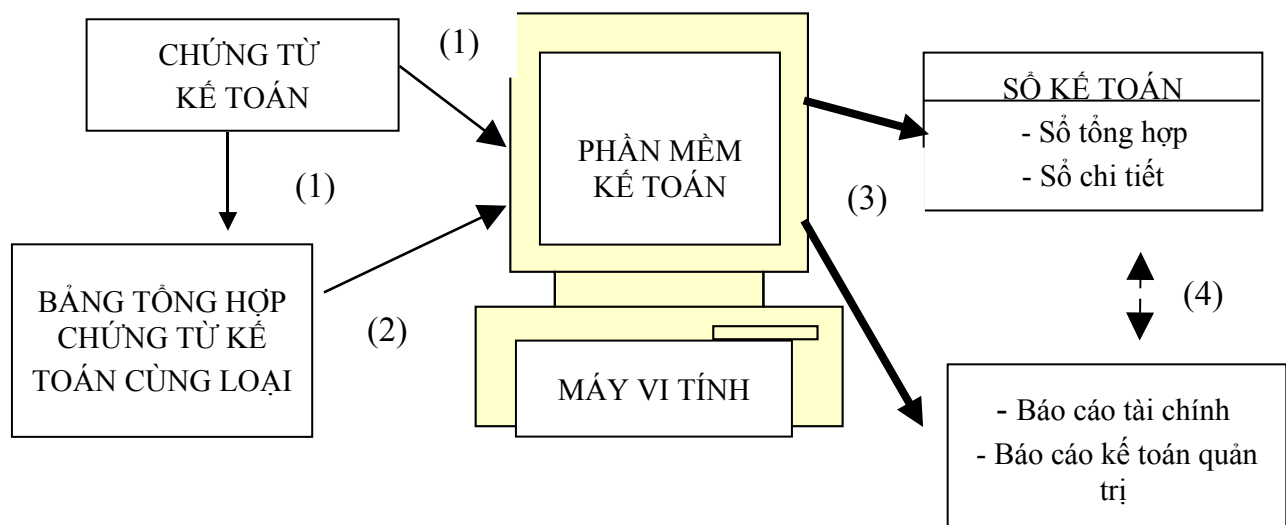 CHỨNG TỪ
KẾ TOÁN
(1)
(1)
BẢNG TỔNG HỢP
CHỨNG TỪ KẾ
TOÁN CÙNG LOẠI
(2)
PHẦN MỀM
KẾ TOÁN
MÁY VI TÍNH
(3)
SỔ KẾ TOÁN
- Sổ tổng hợp
- Sổ chi tiết
(4)
- Báo cáo tài chính
- Báo cáo kế toán quản
trị